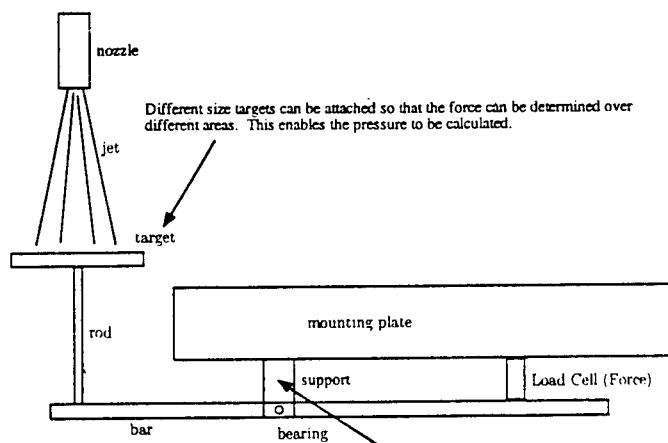 nozzle
Different size targets can be attached so that the force can be determined over
different areas. This enables the pressure to be calculated.
jet
target
mounting plate
rod
support
Load Cell (Force)
bar
bearing